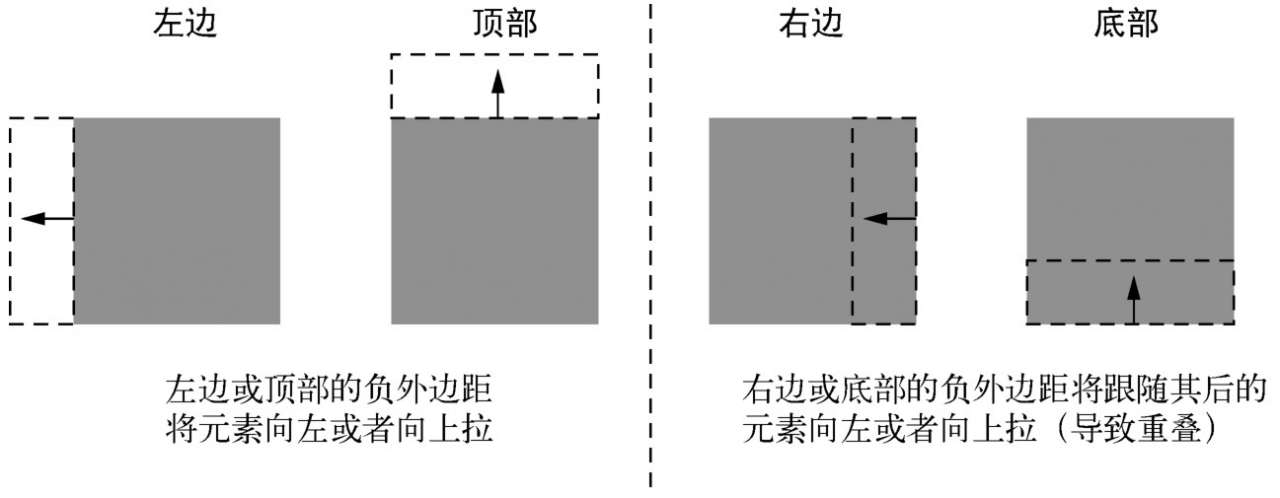 左边
顶部
右边
底部
左边或顶部的负外边距
将元素向左或者向上拉
右边或底部的负外边距将跟随其后的
元素向左或者向上拉（导致重叠）